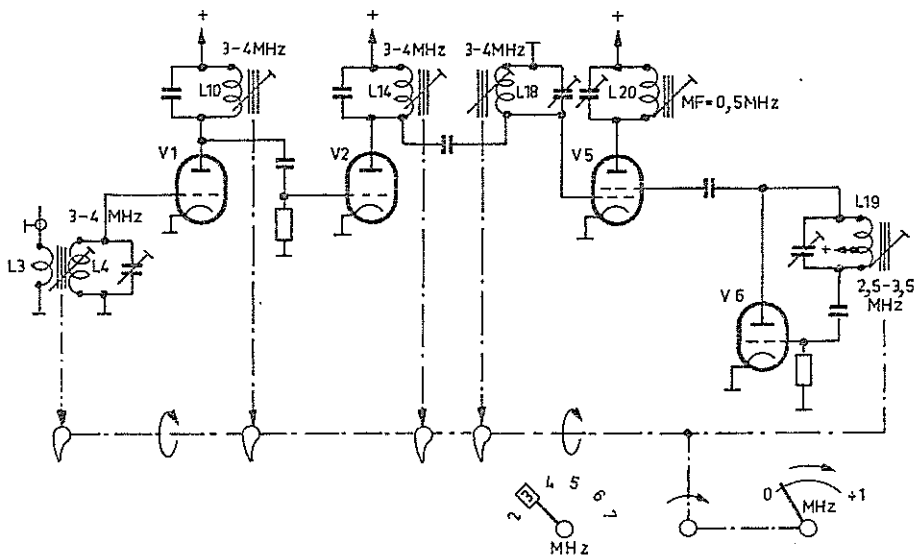 +
+
+
3-4MHz
3-4MHz
3-4MHz
L10
L14
L18
L20
MF=0,5MHz
V1
V2
V5
L19
3-4 MHz
L3
L4
+
2,5-3,5
MHz
V6
2 3 4 5 6 7
MHz
0 +1
MHz